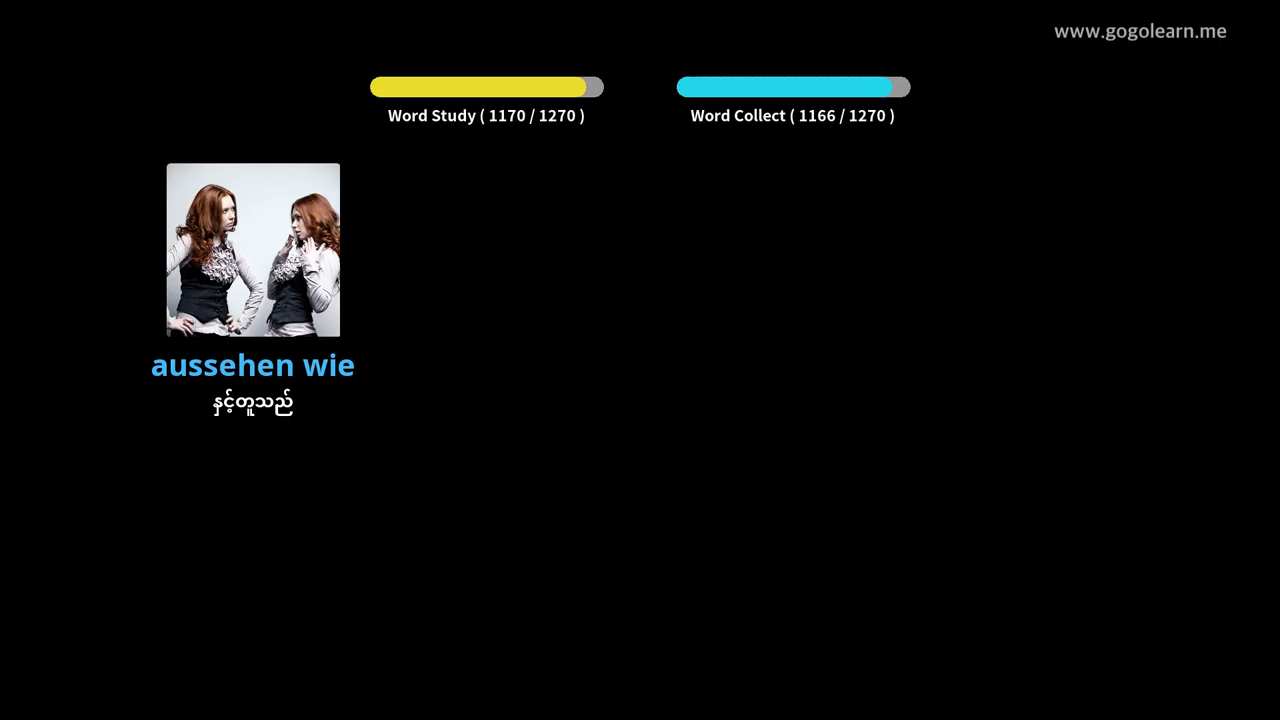 www.gogolearn.me
Word Study ( 1170 / 1270 )
Word Collect ( 1166 / 1270 )
aussehen wie
နှင့်တူသည်